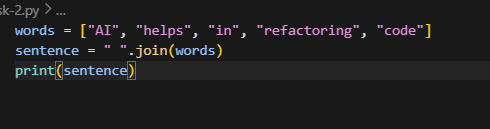 sk-2.py > ...
words = ["AI", "helps", "in", "refactoring", "code"]
sentence = " ".join(words)
print(sentence)